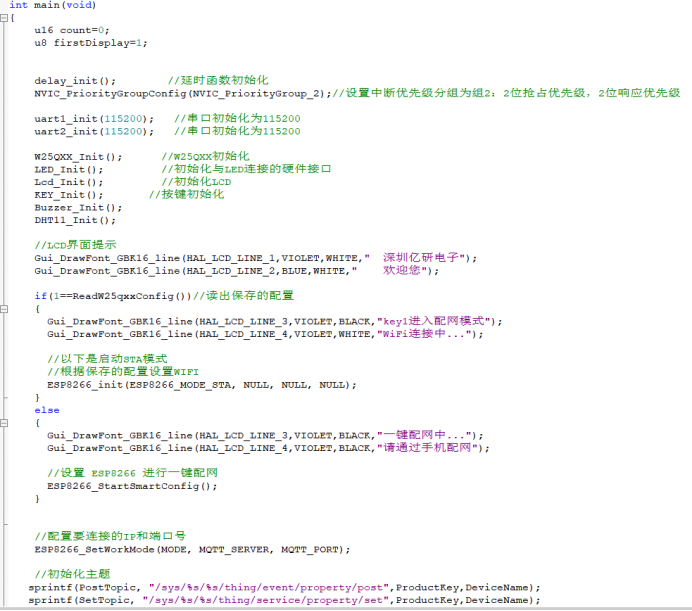 int main(void)
{
u16 count=0;
u8 firstDisplay=1;
delay_init(); //延时函数初始化
NVIC_PriorityGroupConfig(NVIC_PriorityGroup_2);//设置中断优先级分组为组2：2位抢占优先级，2位响应优先级
uart1_init(115200); //串口初始化为115200
uart2_init(115200); //串口初始化为115200
W25QXX_Init(); //W25QXX初始化
LED_Init(); //初始化与LED连接的硬件接口
Lcd_Init(); //初始化LCD
KEY_Init(); //按键初始化
Buzzer_Init();
DHT11_Init();
//LCD界面提示
Gui_DrawFont_GBK16_line(HAL_LCD_LINE_1,VIOLET,WHITE," 深圳亿研电子");
Gui_DrawFont_GBK16_line(HAL_LCD_LINE_2,BLUE,WHITE," 欢迎您");
if(1==ReadW25qxxConfig())//读出保存的配置
{
Gui_DrawFont_GBK16_line(HAL_LCD_LINE_3,VIOLET,BLACK,"key1进入配网模式");
Gui_DrawFont_GBK16_line(HAL_LCD_LINE_4,VIOLET,WHITE,"WiFi连接中...");
//以下是启动STA模式
//根据保存的配置设置WIFI
ESP8266_init(ESP8266_MODE_STA, NULL, NULL, NULL);
}
else
{
Gui_DrawFont_GBK16_line(HAL_LCD_LINE_3,VIOLET,BLACK,"一键配网中...");
Gui_DrawFont_GBK16_line(HAL_LCD_LINE_4,VIOLET,BLACK,"请通过手机配网");
//设置 ESP8266 进行一键配网
ESP8266_StartSmartConfig();
}
//配置要连接的IP和端口号
ESP8266_SetWorkMode(MODE, MQTT_SERVER, MQTT_PORT);
//初始化主题
sprintf(PostTopic, "/sys/%s/%s/thing/event/property/post",ProductKey,DeviceName);
sprintf(SetTopic, "/sys/%s/%s/thing/service/property/set",ProductKey,DeviceName);